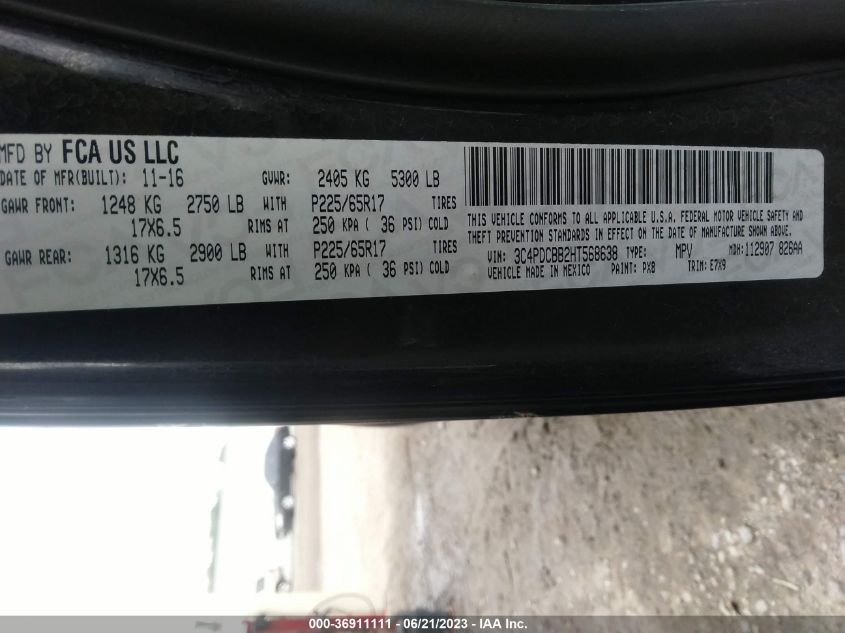 MFD BY FCA US LLC
DATE OF MFR(BUILT): 11-16 GVWR: 2405 KG 5300 LB
GAWR FRONT: 1248 KG 2750 LB WITH P225/65R17 TIRES
17X6.5 RIMS AT 250 KPA ( 36 PSI) COLD
GAWR REAR: 1316 KG 2900 LB WITH P225/65R17 TIRES
17X6.5 RIMS AT 250 KPA ( 36 PSI) COLD
THIS VEHICLE CONFORMS TO ALL APPLICABLE U.S.A. FEDERAL MOTOR VEHICLE SAFETY AND
THEFT PREVENTION STANDARDS IN EFFECT ON THE DATE OF MANUFACTURE SHOWN ABOVE.
VIN: 3C4PDCBB2HT568638 TYPE: MPV MDH:112907 826AA
VEHICLE MADE IN MEXICO PAINT: PX8 TRIM: E7X9
000-36911111 - 06/21/2023 - IAA Inc.